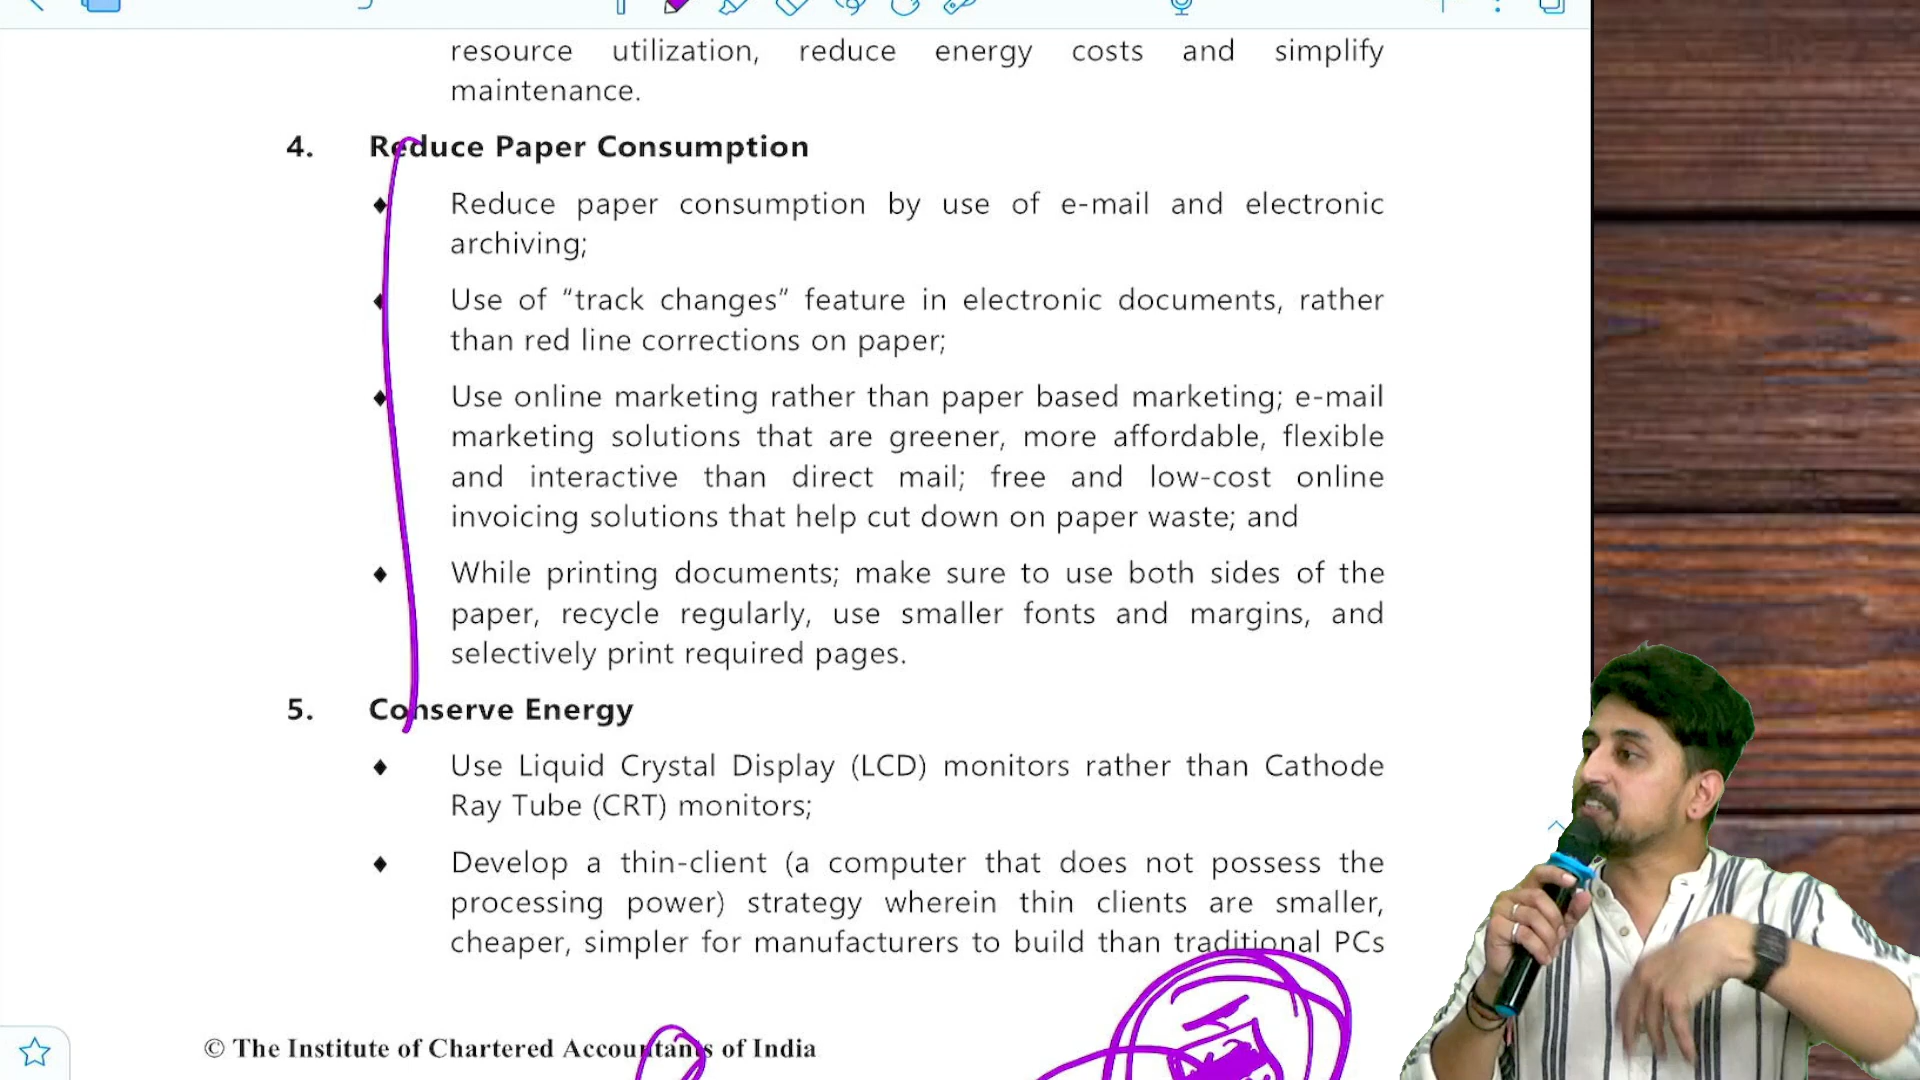 resource utilization, reduce energy costs and simplify
maintenance.
4. Reduce Paper Consumption
♦ Reduce paper consumption by use of e-mail and electronic
archiving;
♦ Use of “track changes” feature in electronic documents, rather
than red line corrections on paper;
♦ Use online marketing rather than paper based marketing; e-mail
marketing solutions that are greener, more affordable, flexible
and interactive than direct mail; free and low-cost online
invoicing solutions that help cut down on paper waste; and
♦ While printing documents; make sure to use both sides of the
paper, recycle regularly, use smaller fonts and margins, and
selectively print required pages.
5. Conserve Energy
♦ Use Liquid Crystal Display (LCD) monitors rather than Cathode
Ray Tube (CRT) monitors;
♦ Develop a thin-client (a computer that does not possess the
processing power) strategy wherein thin clients are smaller,
cheaper, simpler for manufacturers to build than traditional PCs
© The Institute of Chartered Accountants of India